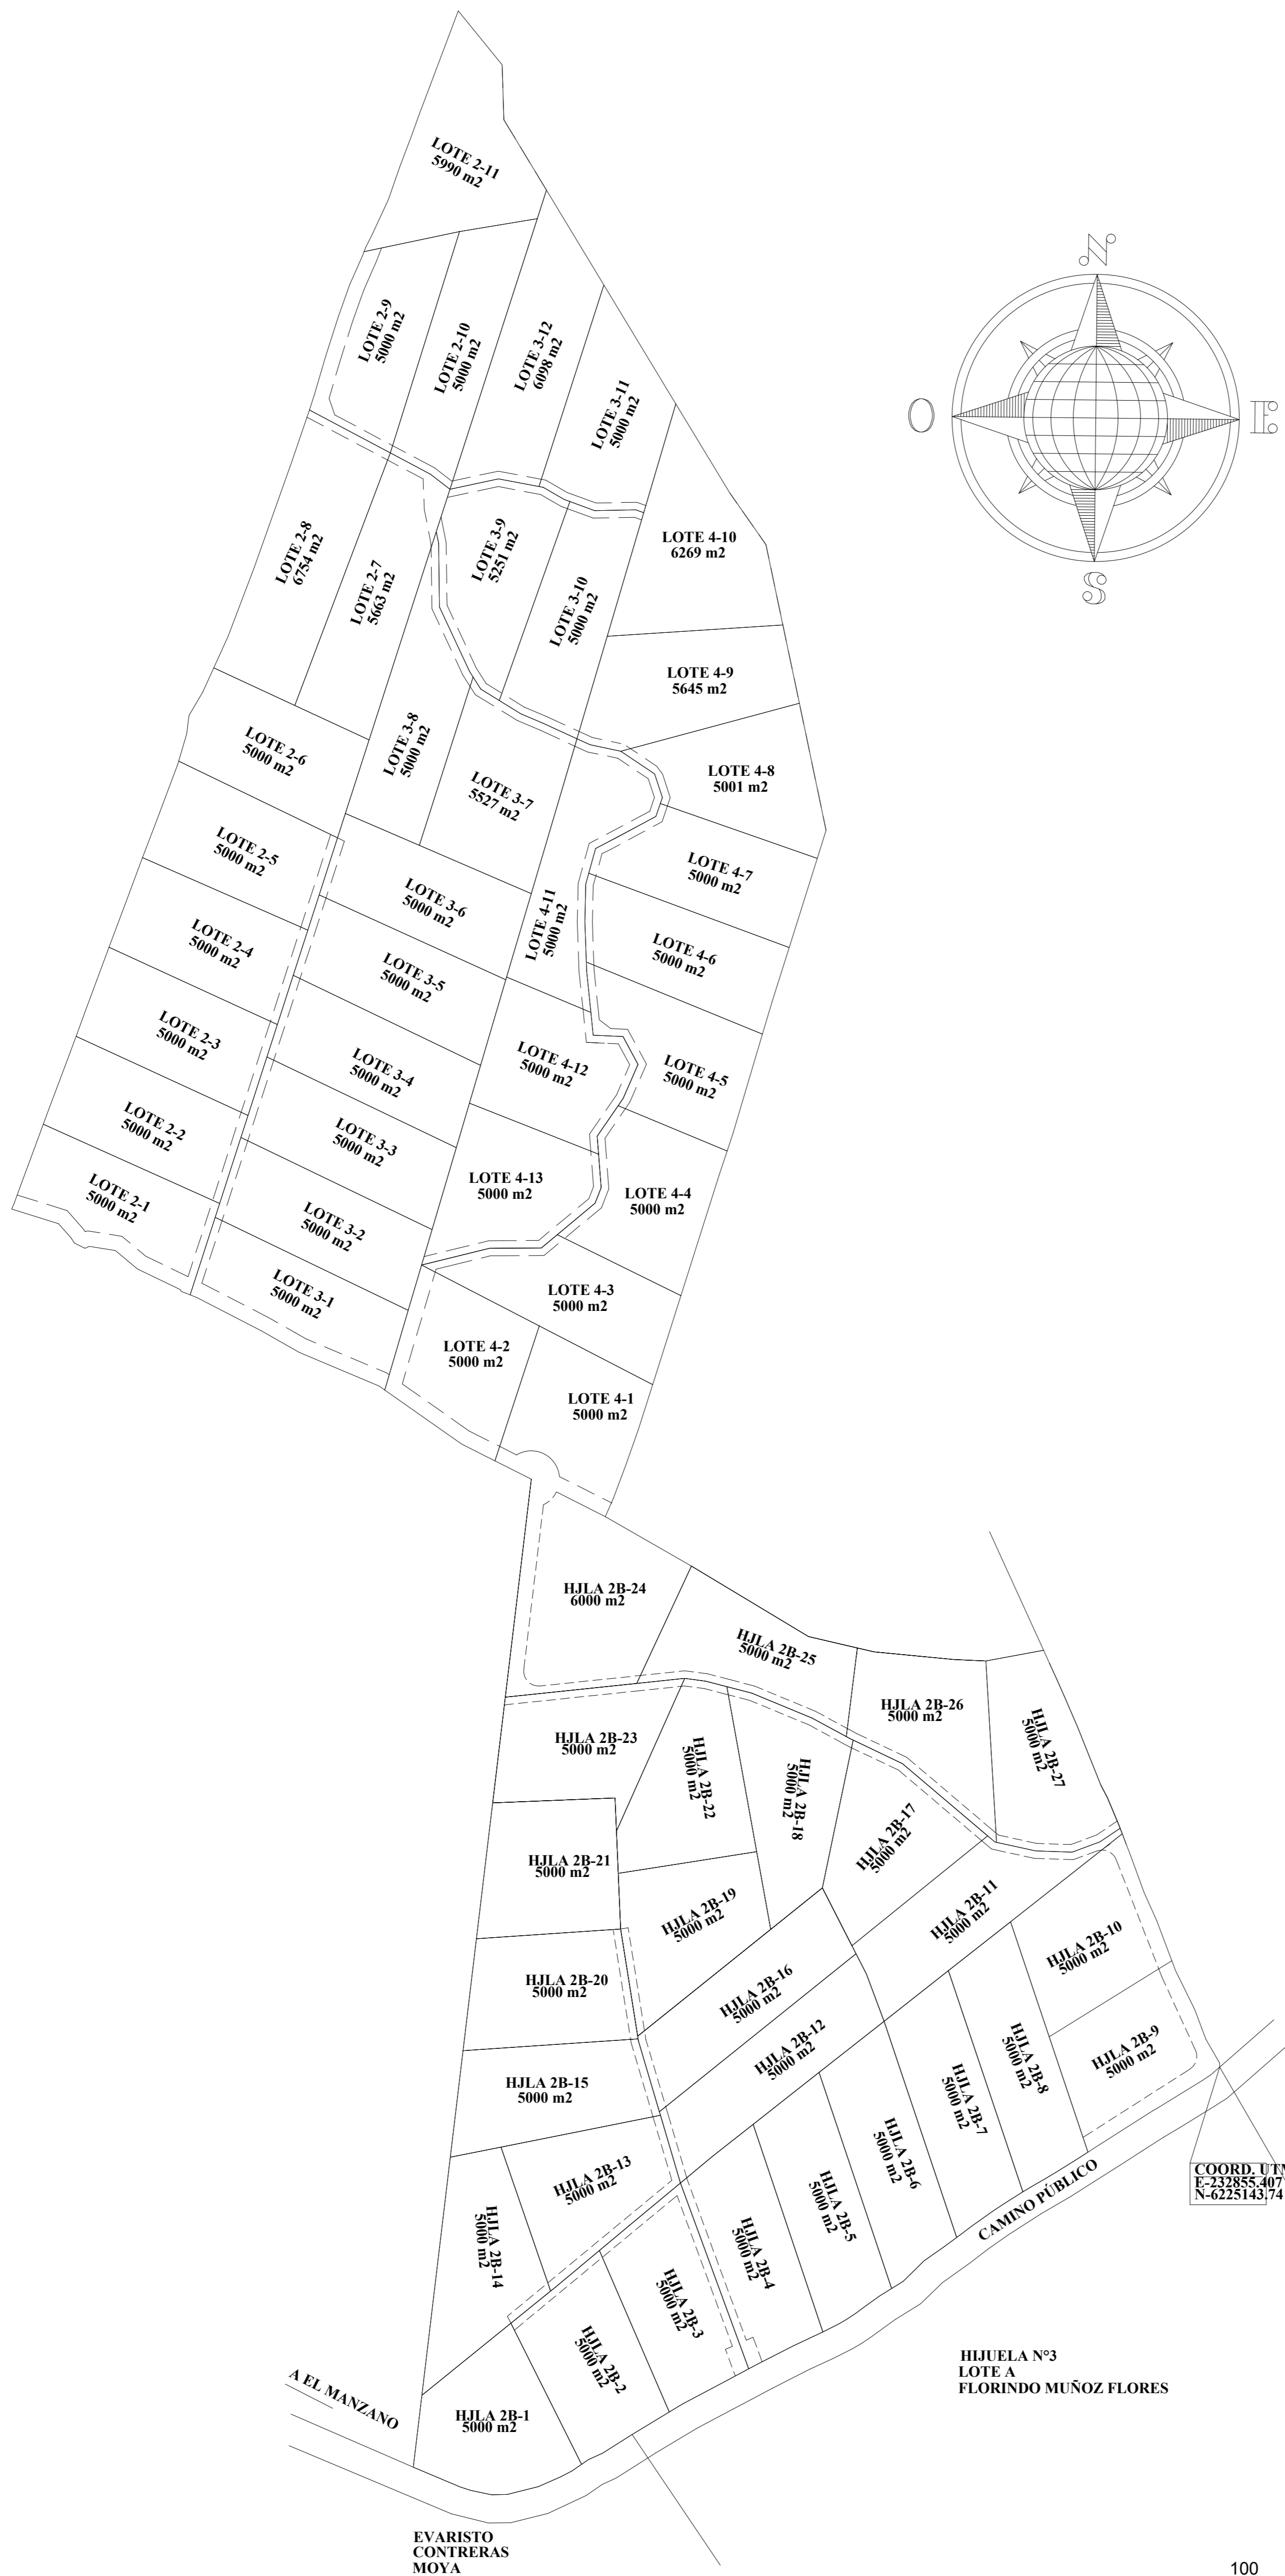 LOTE 2-11
5990 m2
N
O
E
S
LOTE 2-9
5000 m2
LOTE 2-10
5000 m2
LOTE 3-12
6098 m2
LOTE 3-11
5000 m2
LOTE 2-8
6754 m2
LOTE 2-7
5663 m2
LOTE 3-9
5251 m2
LOTE 3-10
5000 m2
LOTE 4-10
6269 m2
LOTE 4-9
5645 m2
LOTE 2-6
5000 m2
LOTE 3-8
5000 m2
LOTE 3-7
5527 m2
LOTE 4-8
5001 m2
LOTE 2-5
5000 m2
LOTE 3-6
5000 m2
LOTE 4-11
5000 m2
LOTE 4-7
5000 m2
LOTE 2-4
5000 m2
LOTE 3-5
5000 m2
LOTE 4-6
5000 m2
LOTE 2-3
5000 m2
LOTE 3-4
5000 m2
LOTE 4-12
5000 m2
LOTE 4-5
5000 m2
LOTE 2-2
5000 m2
LOTE 3-3
5000 m2
LOTE 4-13
5000 m2
LOTE 4-4
5000 m2
LOTE 2-1
5000 m2
LOTE 3-2
5000 m2
LOTE 3-1
5000 m2
LOTE 4-3
5000 m2
LOTE 4-2
5000 m2
LOTE 4-1
5000 m2
HJLA 2B-24
6000 m2
HJLA 2B-25
5000 m2
HJLA 2B-26
5000 m2
HJLA 2B-27
5000 m2
HJLA 2B-23
5000 m2
HJLA 2B-22
5000 m2
HJLA 2B-18
5000 m2
HJLA 2B-17
5000 m2
HJLA 2B-21
5000 m2
HJLA 2B-19
5000 m2
HJLA 2B-11
5000 m2
HJLA 2B-10
5000 m2
HJLA 2B-20
5000 m2
HJLA 2B-16
5000 m2
HJLA 2B-12
5000 m2
HJLA 2B-9
5000 m2
HJLA 2B-8
5000 m2
HJLA 2B-7
5000 m2
HJLA 2B-15
5000 m2
HJLA 2B-6
5000 m2
HJLA 2B-13
5000 m2
HJLA 2B-5
5000 m2
HJLA 2B-14
5000 m2
HJLA 2B-4
5000 m2
HJLA 2B-3
5000 m2
HJLA 2B-2
5000 m2
HJLA 2B-1
5000 m2
CAMINO PÚBLICO
COORD. UTM
E-232855.407
N-6225143.74
A EL MANZANO
HIJUELA N°3
LOTE A
FLORINDO MUÑOZ FLORES
EVARISTO
CONTRERAS
MOYA
100